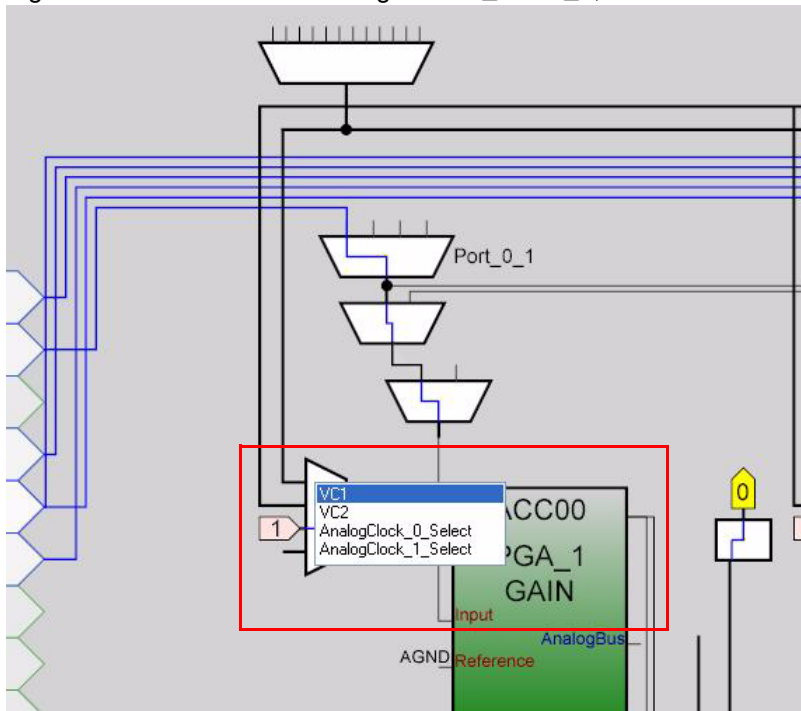 Port_0_1
VC1
VC2
AnalogClock_0_Select
AnalogClock_1_Select
1
ACC00
PGA_1
GAIN
Input
AnalogBus
AGND
Reference
0